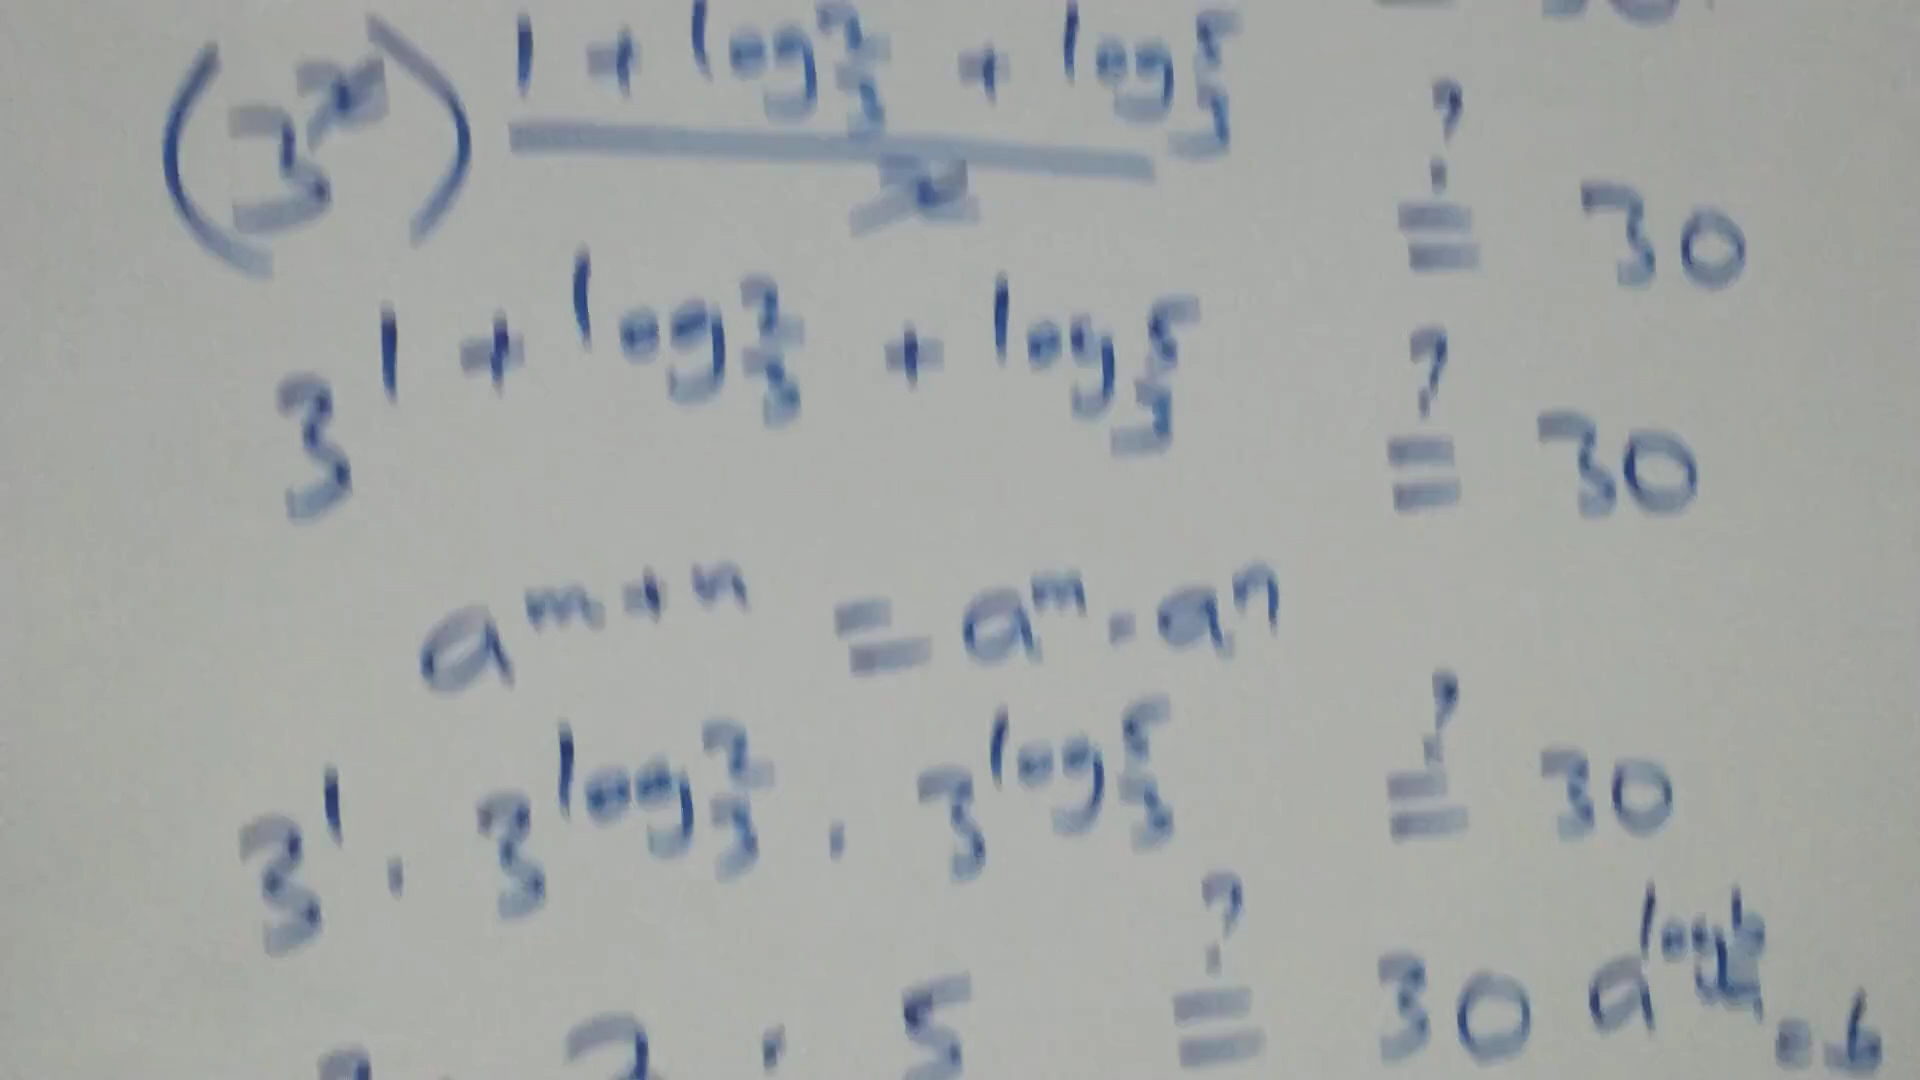 (3^x)^((1 + log_3 2 + log_3 5)/x) ≟ 30
3^(1 + log_3 2 + log_3 5) ≟ 30
a^(m+n) = a^m · a^n
3^1 · 3^(log_3 2) · 3^(log_3 5) ≟ 30
2 · 5 ≟ 30 a^(log_a b) = b